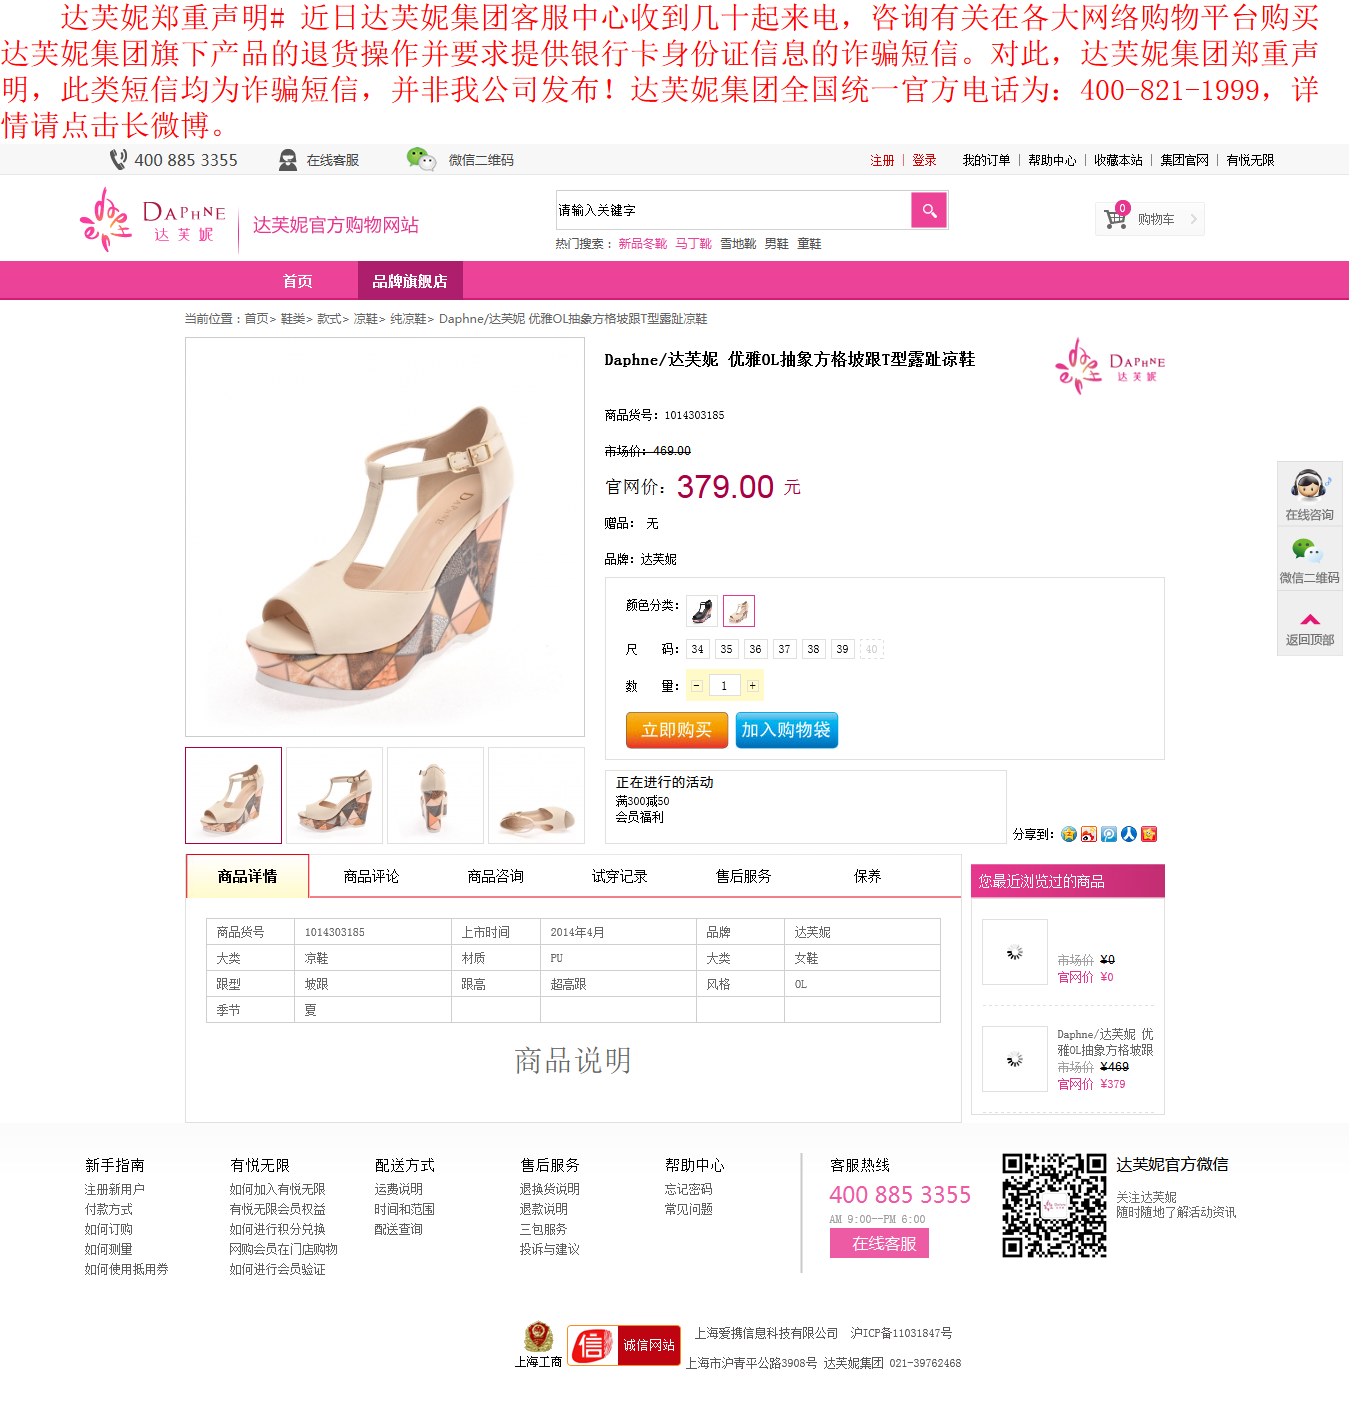 达芙妮郑重声明# 近日达芙妮集团客服中心收到几十起来电，咨询有关在各大网络购物平台购买
达芙妮集团旗下产品的退货操作并要求提供银行卡身份证信息的诈骗短信。对此，达芙妮集团郑重声
明，此类短信均为诈骗短信，并非我公司发布！达芙妮集团全国统一官方电话为：400-821-1999，详
情请点击长微博。
400 885 3355 在线客服 微信二维码 注册 | 登录 我的订单 | 帮助中心 | 收藏本站 | 集团官网 | 有悦无限
DAPHNE
达芙妮
达芙妮官方购物网站
请输入关键字
0
购物车
热门搜索： 新品冬靴 马丁靴 雪地靴 男鞋 童鞋
首页 品牌旗舰店
当前位置：首页> 鞋类> 款式> 凉鞋> 纯凉鞋> Daphne/达芙妮 优雅OL抽象方格坡跟T型露趾凉鞋
Daphne/达芙妮 优雅OL抽象方格坡跟T型露趾凉鞋
DAPHNE
达芙妮
DAPHNE
商品货号：1014303185
市场价：469.00
官网价：379.00 元
赠品： 无
品牌：达芙妮
颜色分类：
尺 码：34 35 36 37 38 39 40
数 量： - 1 +
立即购买 加入购物袋
正在进行的活动
满300减50
会员福利
分享到：
在线咨询
微信二维码
返回顶部
商品详情 商品评论 商品咨询 试穿记录 售后服务 保养
商品货号 1014303185 上市时间 2014年4月 品牌 达芙妮
大类 凉鞋 材质 PU 大类 女鞋
跟型 坡跟 跟高 超高跟 风格 OL
季节 夏
商品说明
您最近浏览过的商品
市场价 ¥0
官网价 ¥0
Daphne/达芙妮 优
雅OL抽象方格坡跟
市场价 ¥469
官网价 ¥379
新手指南
注册新用户
付款方式
如何订购
如何测量
如何使用抵用券
有悦无限
如何加入有悦无限
有悦无限会员权益
如何进行积分兑换
网购会员在门店购物
如何进行会员验证
配送方式
运费说明
时间和范围
配送查询
售后服务
退换货说明
退款说明
三包服务
投诉与建议
帮助中心
忘记密码
常见问题
客服热线
400 885 3355
AM 9:00--PM 6:00
在线客服
达芙妮官方微信
关注达芙妮
随时随地了解活动资讯
上海工商
信 诚信网站
上海爱携信息科技有限公司 沪ICP备11031847号
上海市沪青平公路3908号 达芙妮集团 021-39762468